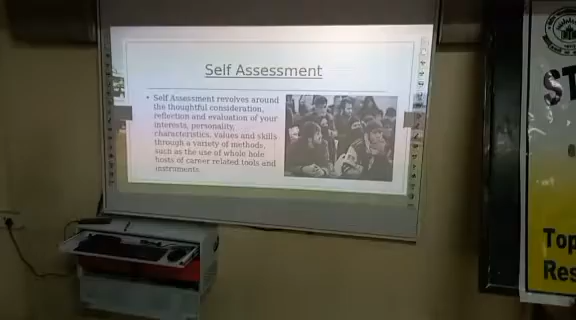 Self Assessment
• Self Assessment revolves around
the thoughtful consideration,
reflection and evaluation of your
interests, personality,
characteristics, values and skills
through a variety of methods,
such as the use of whole hole
hosts of career related tools and
instruments
ST
Top
Res